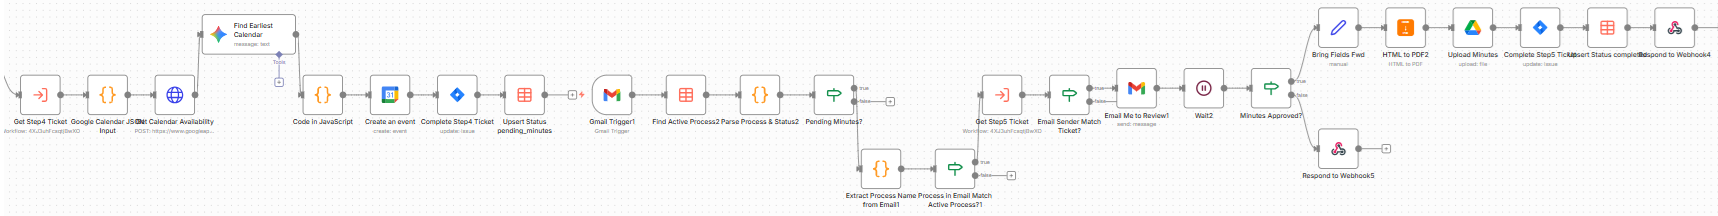 Find Earliest
Calendar
message: text
Tools
Get Step4 Ticket
Google Calendar JSON
Input
Get Calendar Availability
POST: https://www.googleap...
Code in JavaScript
31
Create an event
create: event
Complete Step4 Ticket
update: issue
Upsert Status
pending_minutes
Gmail Trigger1
Gmail Trigger
Find Active Process2
Parse Process & Status2
Pending Minutes?
true
false
Extract Process Name
from Email1
Process in Email Match
Active Process?1
true
false
Get Step5 Ticket
Email Sender Match
Ticket?
true
false
Email Me to Review1
send: message
Wait2
Minutes Approved?
true
false
Bring Fields Fwd
manual
HTML to PDF2
HTML to PDF
Upload Minutes
upload: file
Complete Step5 Ticket
update: issue
Upsert Status completed
Respond to Webhook4
Respond to Webhook5